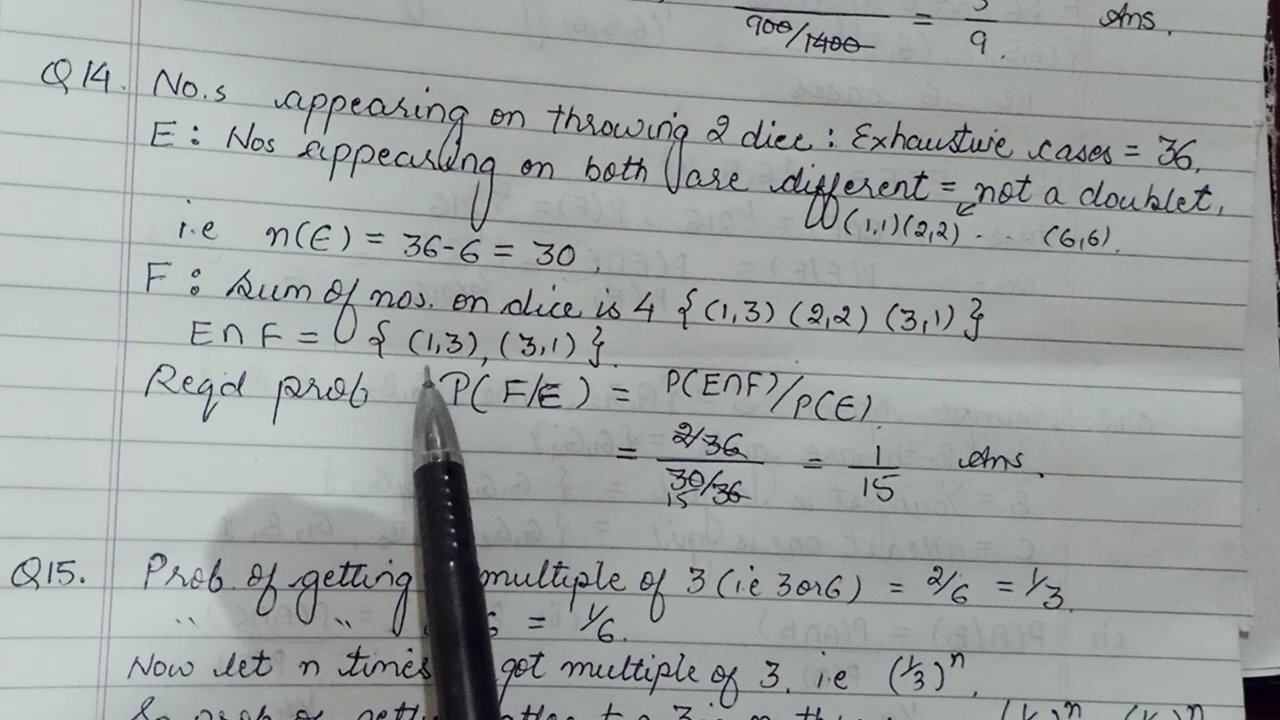 900/1400 = 5/9. Ans.
Q14. No.s appearing on throwing 2 dice : Exhaustive cases = 36.
E : Nos appearing on both are different = not a doublet.
(1,1)(2,2) - . . (6,6).
i.e n(E) = 36-6 = 30.
F : Sum of nos. on dice is 4 {(1,3) (2,2) (3,1)}
E∩F = {(1,3), (3,1)}.
Reqd prob P(F/E) = P(E∩F)/P(E).
= 2/36 / 30/36 = 1/15 Ans.
15
Q15. Prob of getting multiple of 3 (i.e 3 or 6) = 2/6 = 1/3.
" " 6 = 1/6.
Now let n times got multiple of 3. i.e (1/3)^n.